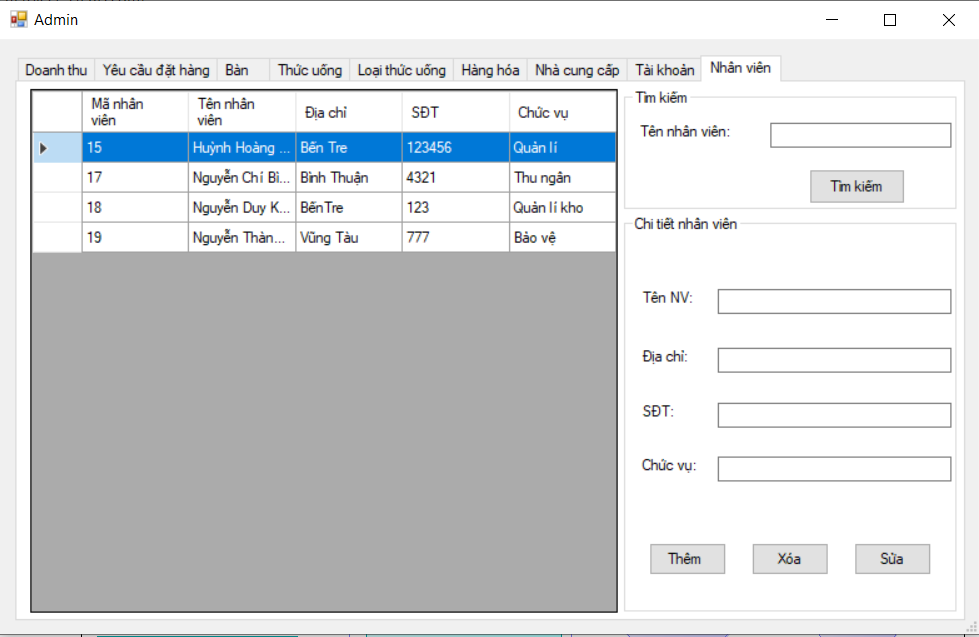 Admin
Doanh thu Yêu cầu đặt hàng Bàn Thức uống Loại thức uống Hàng hóa Nhà cung cấp Tài khoản Nhân viên
Mã nhân viên Tên nhân viên Địa chỉ SĐT Chức vụ
15 Huỳnh Hoàng ... Bến Tre 123456 Quản lí
17 Nguyễn Chí Bì... Bình Thuận 4321 Thu ngân
18 Nguyễn Duy K... BếnTre 123 Quản lí kho
19 Nguyễn Thàn... Vũng Tàu 777 Bảo vệ
Tìm kiếm
Tên nhân viên:
Tìm kiếm
Chi tiết nhân viên
Tên NV:
Địa chỉ:
SĐT:
Chức vụ:
Thêm Xóa Sửa